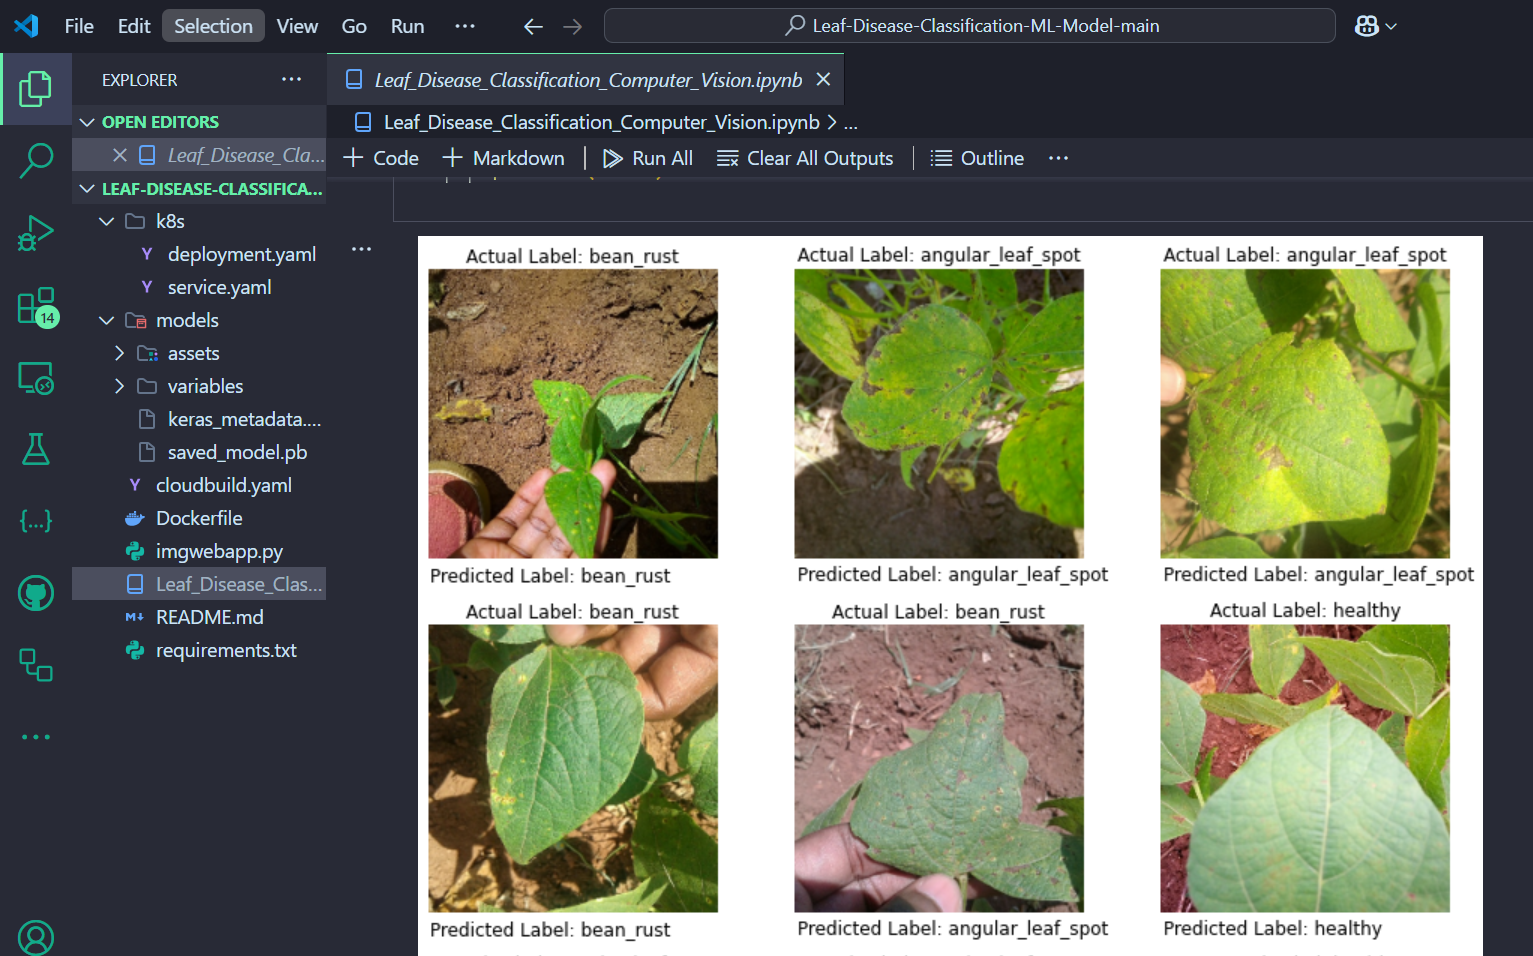 File Edit Selection View Go Run ...
Leaf-Disease-Classification-ML-Model-main
EXPLORER ...
OPEN EDITORS
Leaf_Disease_Cla...
LEAF-DISEASE-CLASSIFICA...
k8s
deployment.yaml
service.yaml
models
assets
variables
keras_metadata....
saved_model.pb
cloudbuild.yaml
Dockerfile
imgwebapp.py
Leaf_Disease_Clas...
README.md
requirements.txt
14
Leaf_Disease_Classification_Computer_Vision.ipynb
Leaf_Disease_Classification_Computer_Vision.ipynb > ...
+ Code + Markdown | Run All Clear All Outputs | Outline ...
Actual Label: bean_rust
Actual Label: angular_leaf_spot
Actual Label: angular_leaf_spot
Predicted Label: bean_rust
Predicted Label: angular_leaf_spot
Predicted Label: angular_leaf_spot
Actual Label: bean_rust
Actual Label: bean_rust
Actual Label: healthy
Predicted Label: bean_rust
Predicted Label: angular_leaf_spot
Predicted Label: healthy